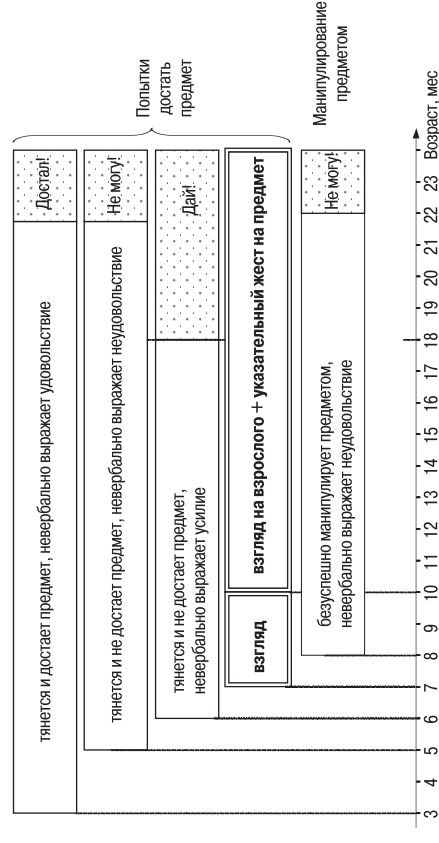 тянется и достает предмет, невербально выражает удовольствие
Достал!
тянется и не достает предмет, невербально выражает неудовольствие
Не могу!
тянется и не достает предмет,
невербально выражает усилие
Дай!
взгляд
взгляд на взрослого + указательный жест на предмет
Попытки
достать
предмет
безуспешно манипулирует предметом,
невербально выражает неудовольствие
Не могу!
Манипулирование
предметом
3 4 5 6 7 8 9 10 11 12 13 14 15 16 17 18 19 20 21 22 23 Возраст, мес